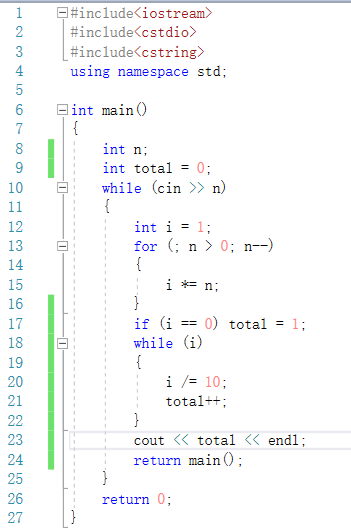 1 #include<iostream>
2 #include<cstdio>
3 #include<cstring>
4 using namespace std;
5
6 int main()
7 {
8 int n;
9 int total = 0;
10 while (cin >> n)
11 {
12 int i = 1;
13 for (; n > 0; n--)
14 {
15 i *= n;
16 }
17 if (i == 0) total = 1;
18 while (i)
19 {
20 i /= 10;
21 total++;
22 }
23 cout << total << endl;
24 return main();
25 }
26 return 0;
27 }